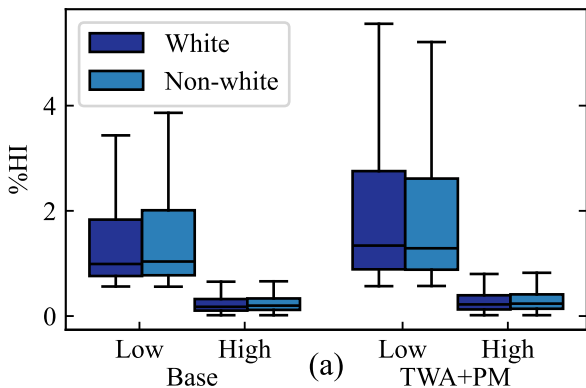 White
Non-white
%HI
4
2
0
Low High Low High
Base (a) TWA+PM